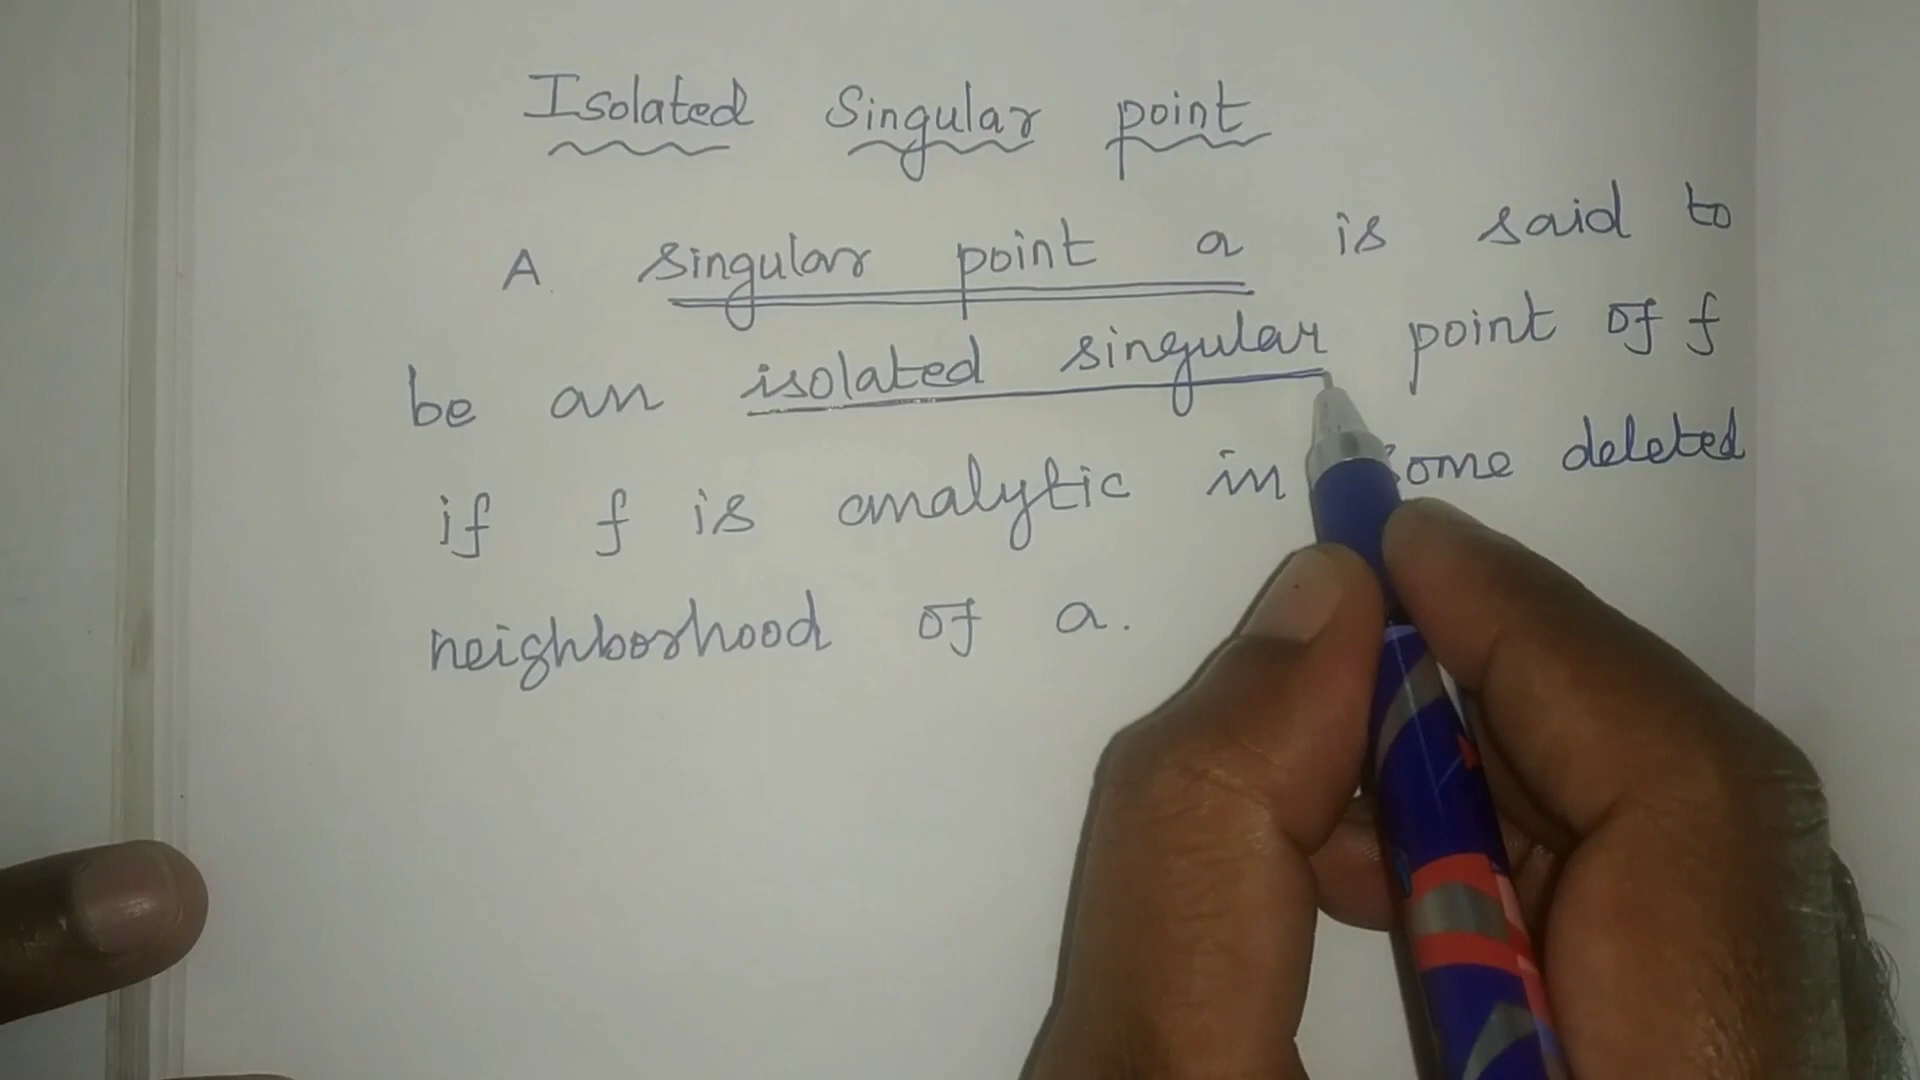 Isolated Singular point
A singular point a is said to
be an isolated singular point of f
if f is analytic in some deleted
neighborhood of a.